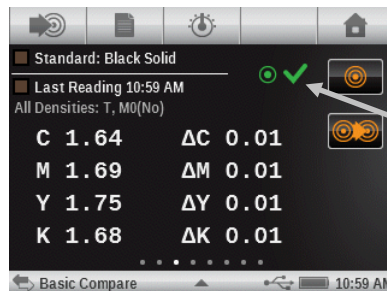 Standard: Black Solid
Last Reading 10:59 AM
All Densities: T, M0(No)
C 1.64 ΔC 0.01
M 1.69 ΔM 0.01
Y 1.75 ΔY 0.01
K 1.68 ΔK 0.01
Basic Compare 10:59 AM